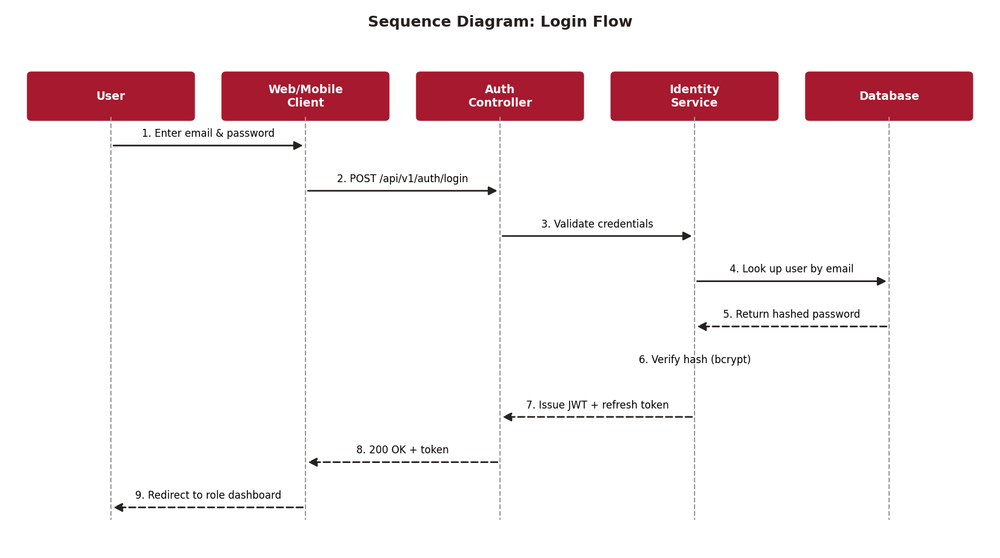 Sequence Diagram: Login Flow
User
Web/Mobile
Client
Auth
Controller
Identity
Service
Database
1. Enter email & password
2. POST /api/v1/auth/login
3. Validate credentials
4. Look up user by email
5. Return hashed password
6. Verify hash (bcrypt)
7. Issue JWT + refresh token
8. 200 OK + token
9. Redirect to role dashboard